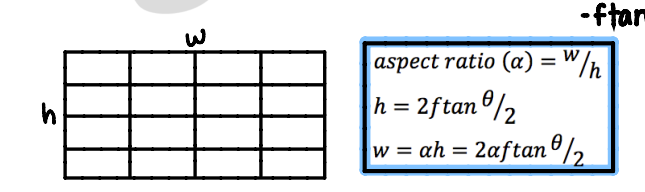 -ftan
w
h
aspect ratio (α) = w/h
h = 2ftan θ/2
w = αh = 2αftan θ/2